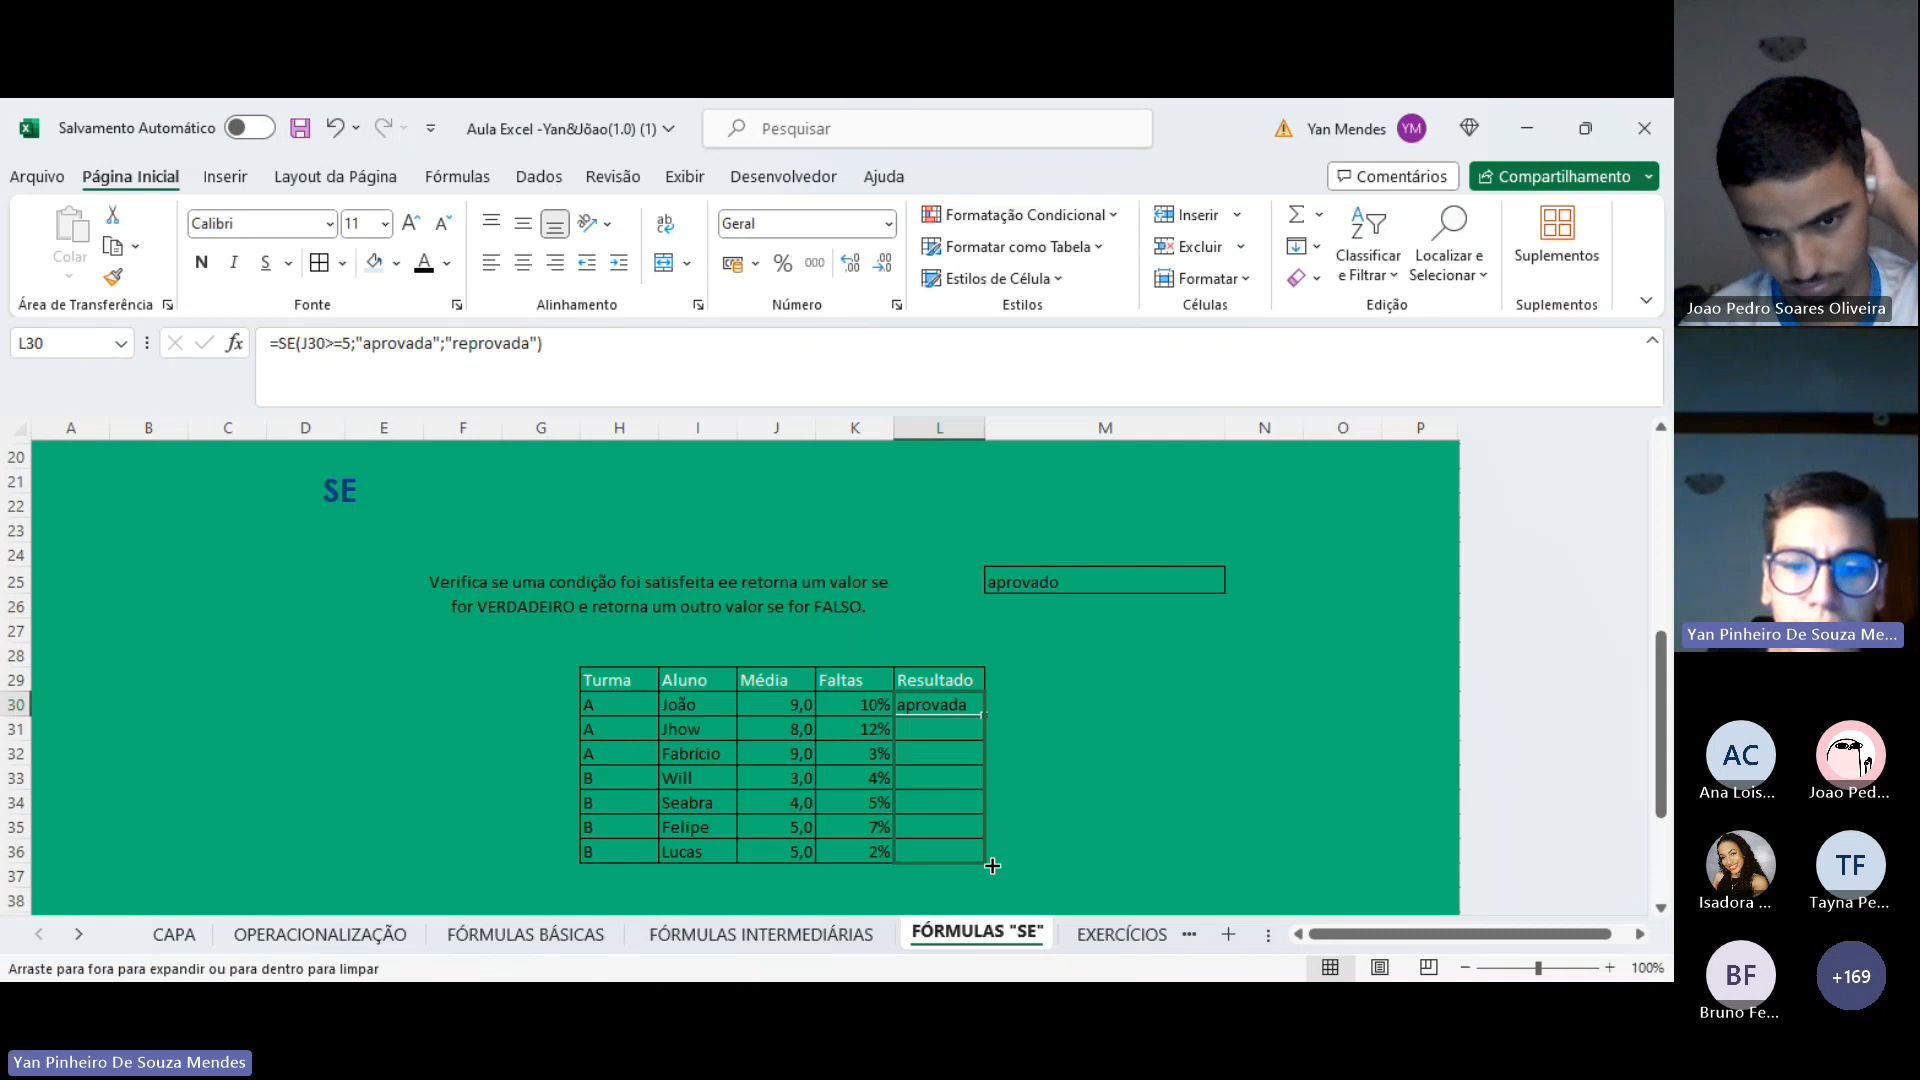 Salvamento Automático
Aula Excel -Yan&Jõao(1.0) (1)
Pesquisar
Yan Mendes
YM
Arquivo
Página Inicial
Inserir
Layout da Página
Fórmulas
Dados
Revisão
Exibir
Desenvolvedor
Ajuda
Comentários
Compartilhamento
Colar
Área de Transferência
Calibri
11
N I S
Fonte
Alinhamento
Geral
% 000
Número
Formatação Condicional
Formatar como Tabela
Estilos de Célula
Estilos
Inserir
Excluir
Formatar
Células
Classificar
e Filtrar
Localizar e
Selecionar
Edição
Suplementos
Suplementos
L30
fx
=SE(J30>=5;"aprovada";"reprovada")
A B C D E F G H I J K L M N O P
20
21
22
23
24
25
26
27
28
29
30
31
32
33
34
35
36
37
38
SE
Verifica se uma condição foi satisfeita ee retorna um valor se
for VERDADEIRO e retorna um outro valor se for FALSO.
aprovado
Turma Aluno Média Faltas Resultado
A João 9,0 10% aprovada
A Jhow 8,0 12%
A Fabrício 9,0 3%
B Will 3,0 4%
B Seabra 4,0 5%
B Felipe 5,0 7%
B Lucas 5,0 2%
CAPA
OPERACIONALIZAÇÃO
FÓRMULAS BÁSICAS
FÓRMULAS INTERMEDIÁRIAS
FÓRMULAS "SE"
EXERCÍCIOS
Arraste para fora para expandir ou para dentro para limpar
100%
Joao Pedro Soares Oliveira
Yan Pinheiro De Souza Me...
AC
Ana Lois...
Joao Ped...
Isadora ...
TF
Tayna Pe...
BF
Bruno Fe...
+169
Yan Pinheiro De Souza Mendes